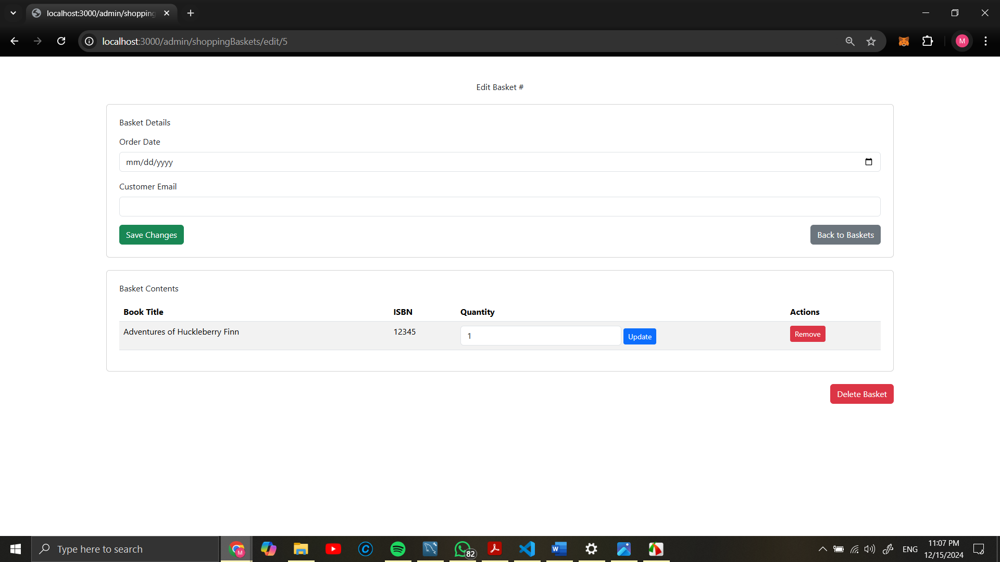 localhost:3000/admin/shopping
localhost:3000/admin/shoppingBaskets/edit/5
M
Edit Basket #
Basket Details
Order Date
mm/dd/yyyy
Customer Email
Save Changes
Back to Baskets
Basket Contents
Book Title ISBN Quantity Actions
Adventures of Huckleberry Finn 12345 1 Update Remove
Delete Basket
Type here to search
M
82
ENG
11:07 PM
12/15/2024